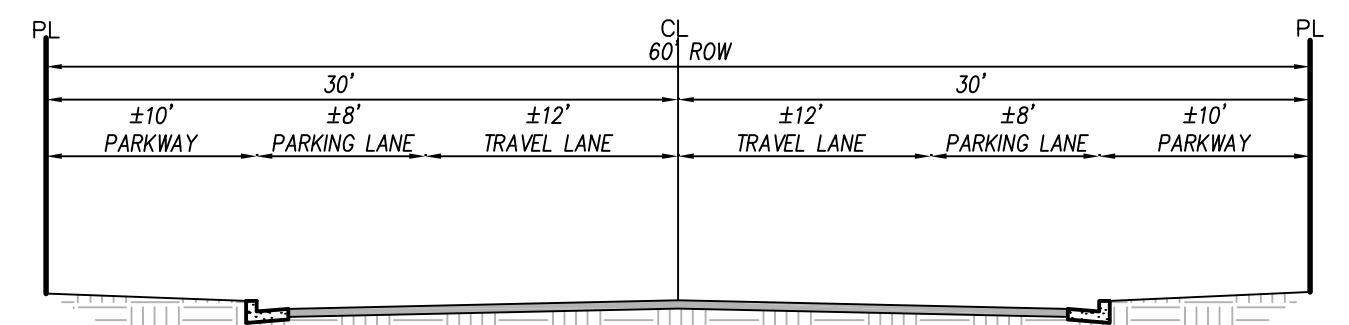 PL CL PL
60' ROW
30' 30'
±10' ±8' ±12' ±12' ±8' ±10'
PARKWAY PARKING LANE TRAVEL LANE TRAVEL LANE PARKING LANE PARKWAY